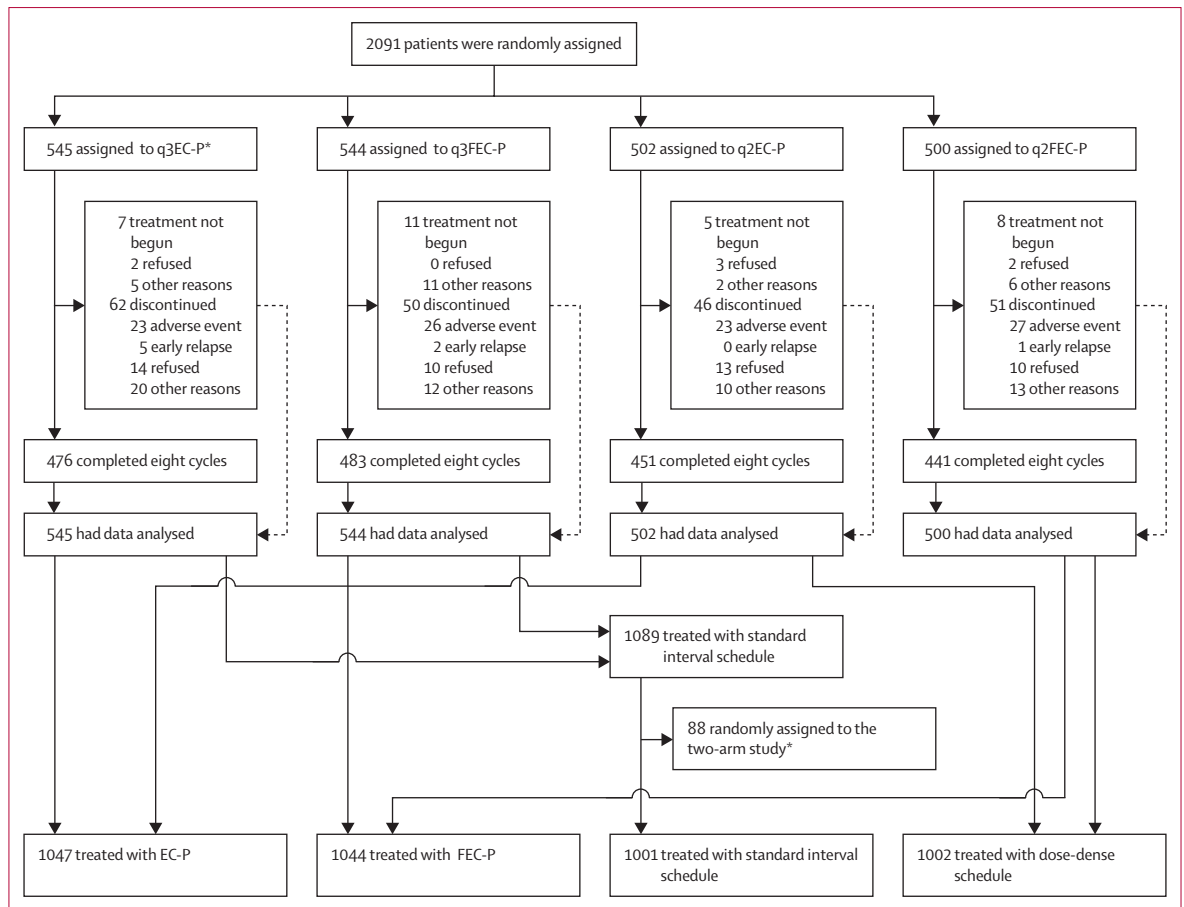 2091 patients were randomly assigned
545 assigned to q3EC-P*
544 assigned to q3FEC-P
502 assigned to q2EC-P
500 assigned to q2FEC-P
7 treatment not
begun
2 refused
5 other reasons
62 discontinued
23 adverse event
5 early relapse
14 refused
20 other reasons
11 treatment not
begun
0 refused
11 other reasons
50 discontinued
26 adverse event
2 early relapse
10 refused
12 other reasons
5 treatment not
begun
3 refused
2 other reasons
46 discontinued
23 adverse event
0 early relapse
13 refused
10 other reasons
8 treatment not
begun
2 refused
6 other reasons
51 discontinued
27 adverse event
1 early relapse
10 refused
13 other reasons
476 completed eight cycles
483 completed eight cycles
451 completed eight cycles
441 completed eight cycles
545 had data analysed
544 had data analysed
502 had data analysed
500 had data analysed
1089 treated with standard
interval schedule
88 randomly assigned to the
two-arm study*
1047 treated with EC-P
1044 treated with FEC-P
1001 treated with standard interval
schedule
1002 treated with dose-dense
schedule